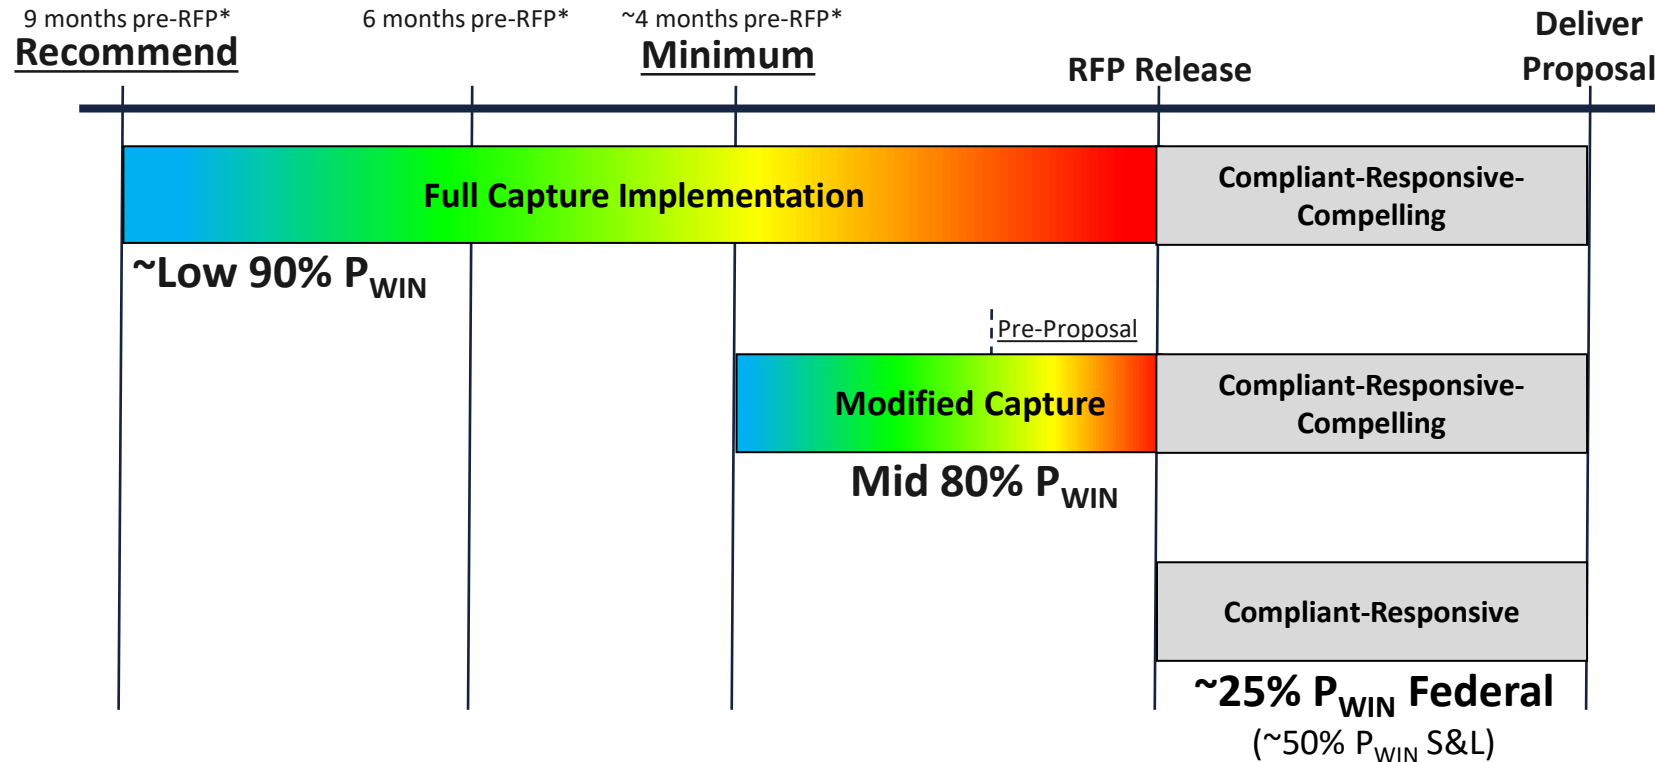 9 months pre-RFP*
Recommend
6 months pre-RFP*
~4 months pre-RFP*
Minimum
RFP Release
Deliver
Proposal
Full Capture Implementation
Compliant-Responsive-
Compelling
~Low 90% PWIN
Pre-Proposal
Modified Capture
Compliant-Responsive-
Compelling
Mid 80% PWIN
Compliant-Responsive
~25% PWIN Federal
(~50% PWIN S&L)